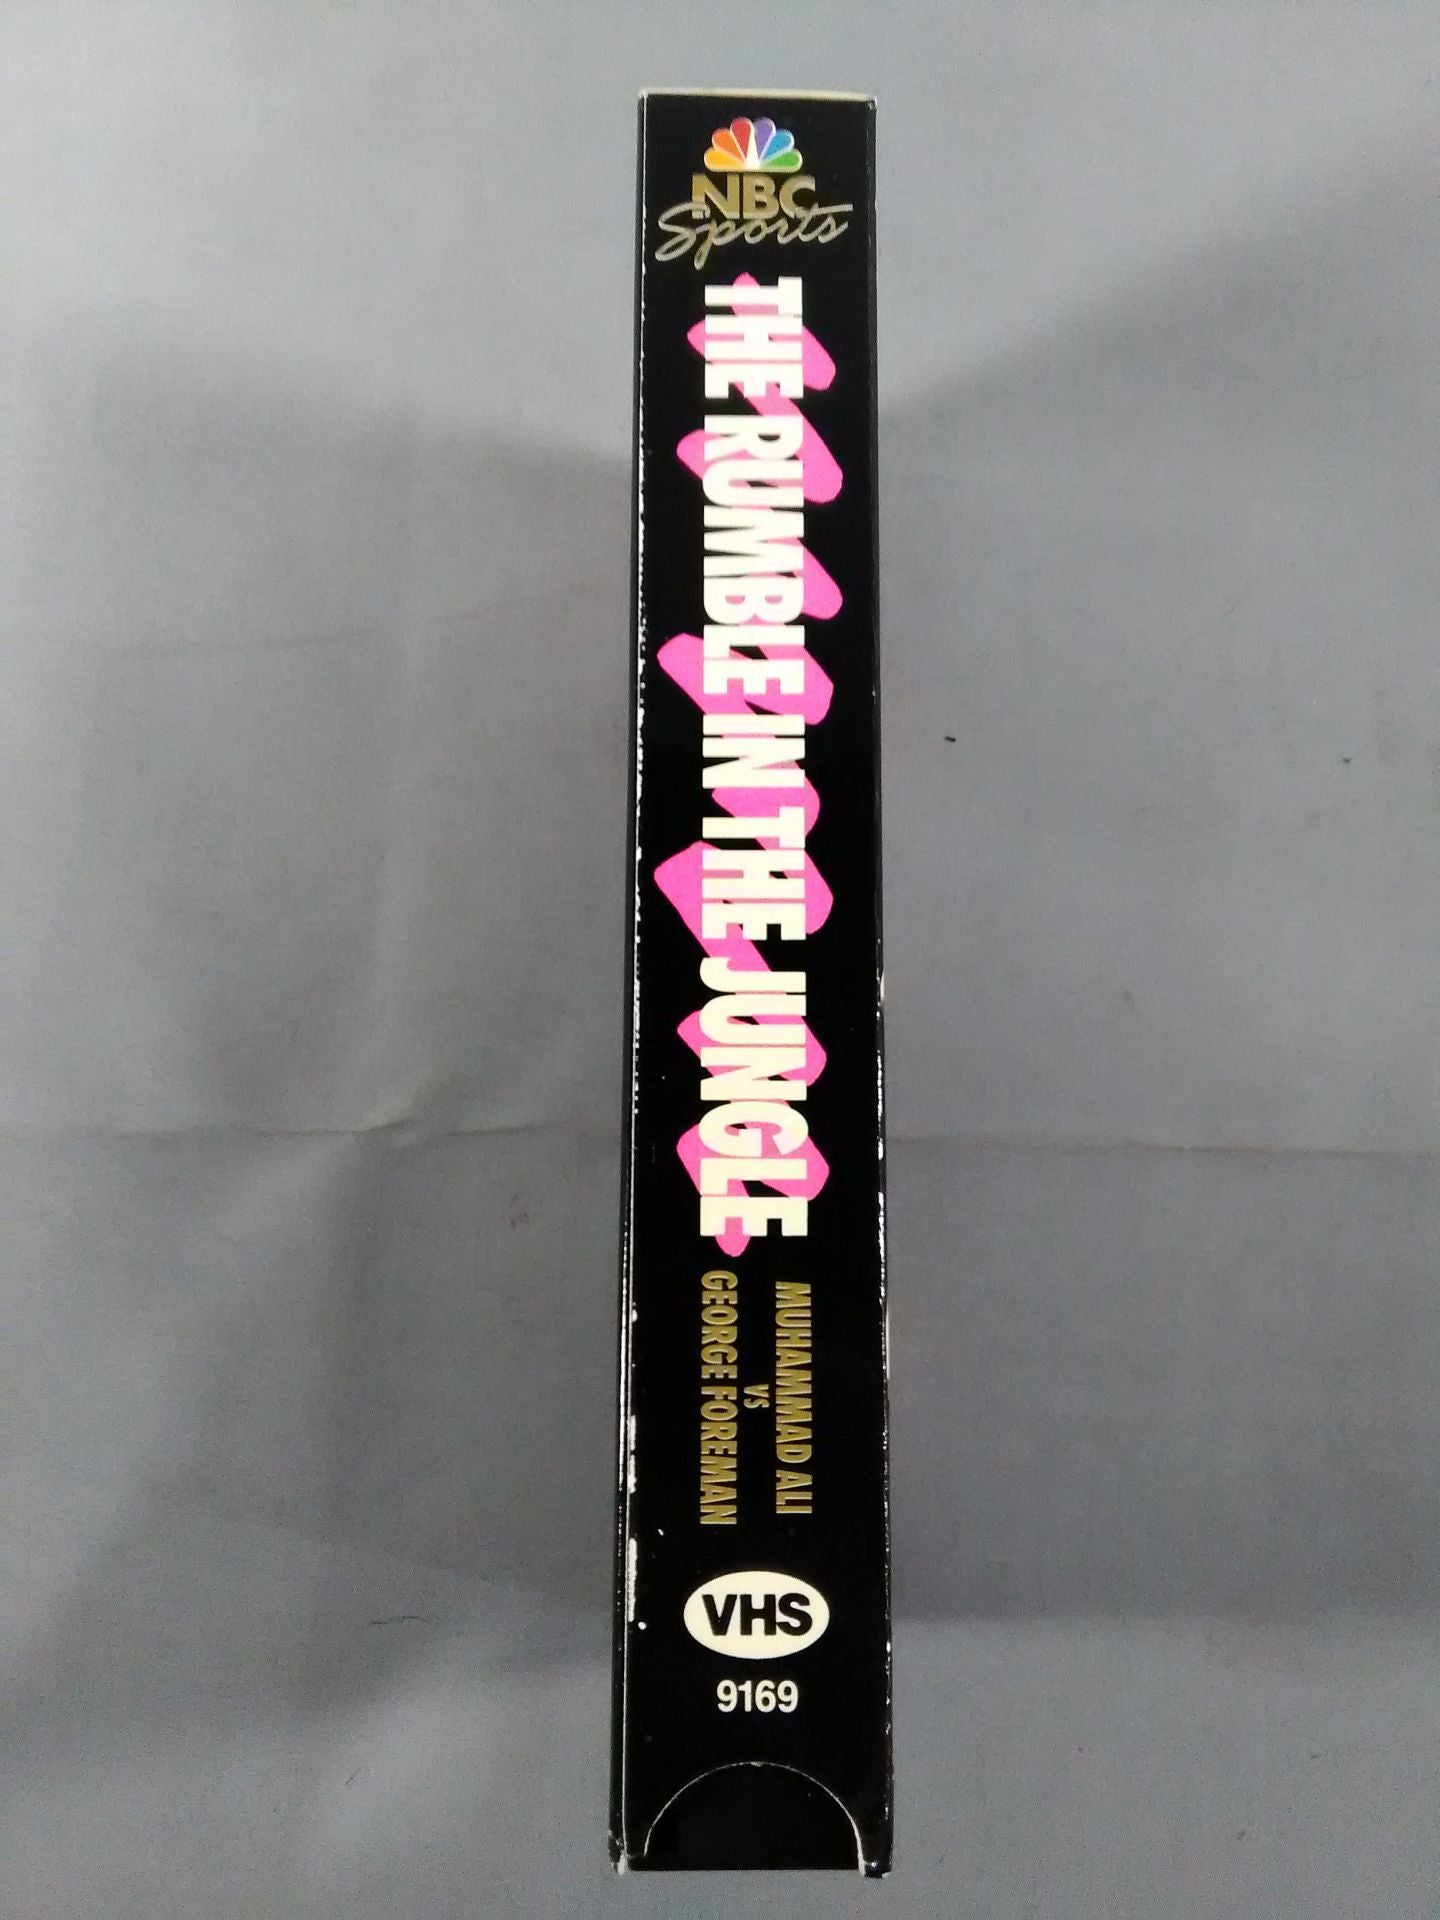 NBC
Sports
THE RUMBLE IN THE JUNGLE
MUHAMMAD ALI
VS
GEORGE FOREMAN
VHS
9169